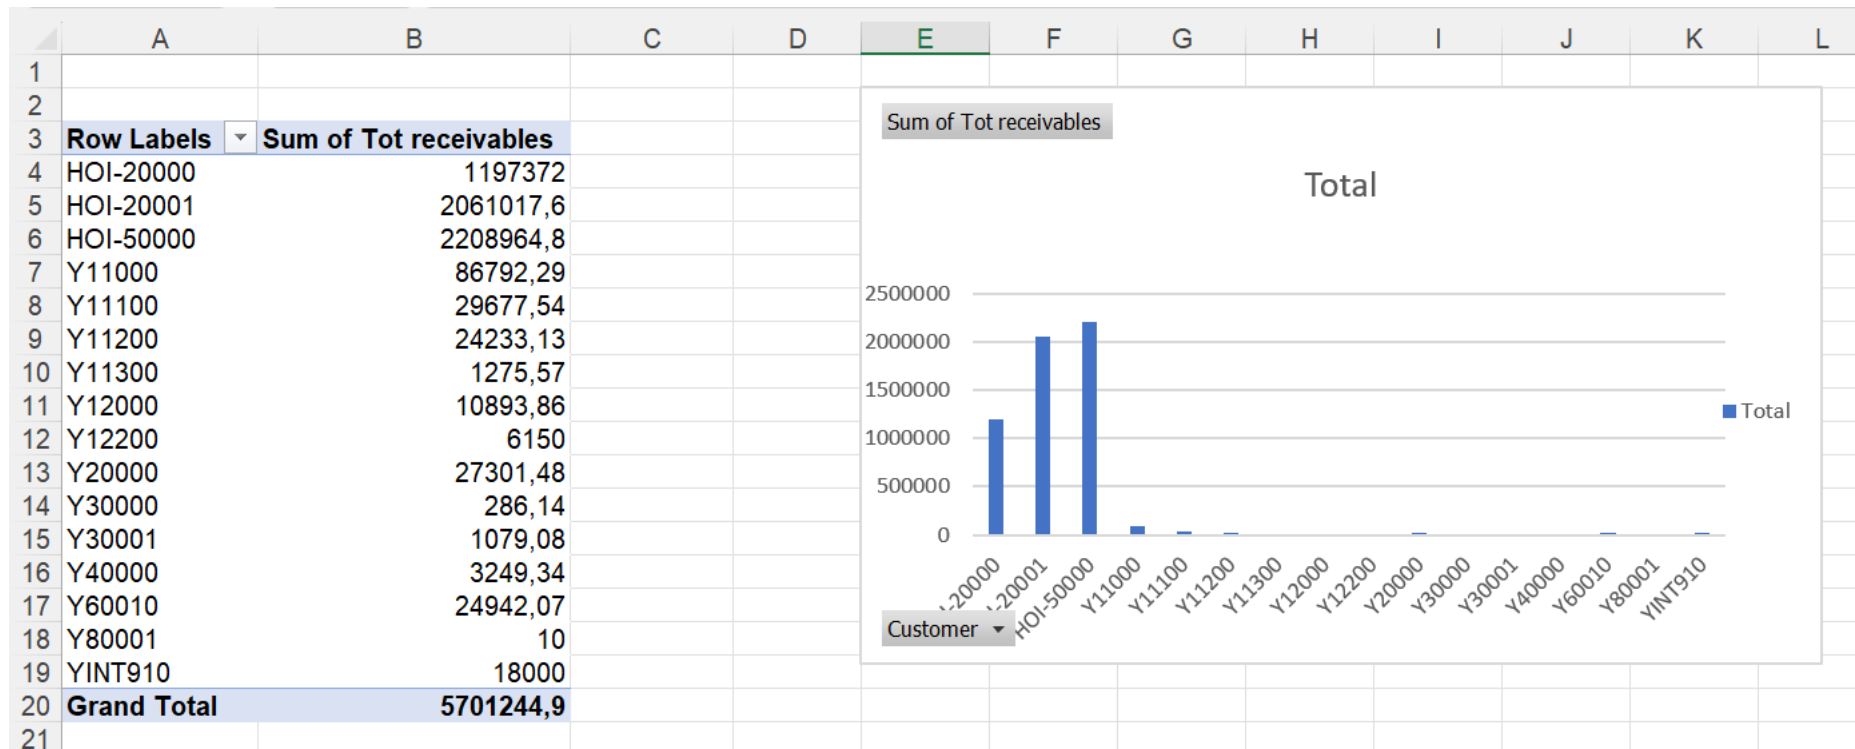 A B C D E F G H I J K L
1
2
3 Row Labels Sum of Tot receivables
4 HOI-20000 1197372
5 HOI-20001 2061017,6
6 HOI-50000 2208964,8
7 Y11000 86792,29
8 Y11100 29677,54
9 Y11200 24233,13
10 Y11300 1275,57
11 Y12000 10893,86
12 Y12200 6150
13 Y20000 27301,48
14 Y30000 286,14
15 Y30001 1079,08
16 Y40000 3249,34
17 Y60010 24942,07
18 Y80001 10
19 YINT910 18000
20 Grand Total 5701244,9
21
Sum of Tot receivables
Total
2500000
2000000
1500000
1000000
500000
0
Total
I-20000 I-20001 HOI-50000 Y11000 Y11100 Y11200 Y11300 Y12000 Y12200 Y20000 Y30000 Y30001 Y40000 Y60010 Y80001 YINT910
Customer